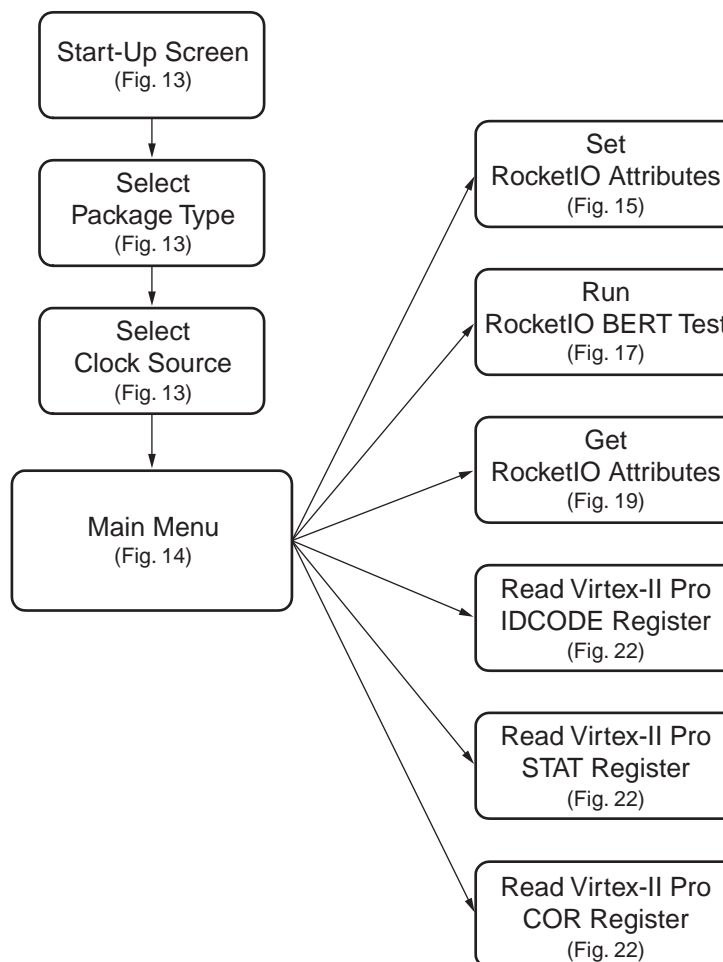 Start-Up Screen
(Fig. 13)
Select
Package Type
(Fig. 13)
Select
Clock Source
(Fig. 13)
Main Menu
(Fig. 14)
Set
RocketIO Attributes
(Fig. 15)
Run
RocketIO BERT Test
(Fig. 17)
Get
RocketIO Attributes
(Fig. 19)
Read Virtex-II Pro
IDCODE Register
(Fig. 22)
Read Virtex-II Pro
STAT Register
(Fig. 22)
Read Virtex-II Pro
COR Register
(Fig. 22)